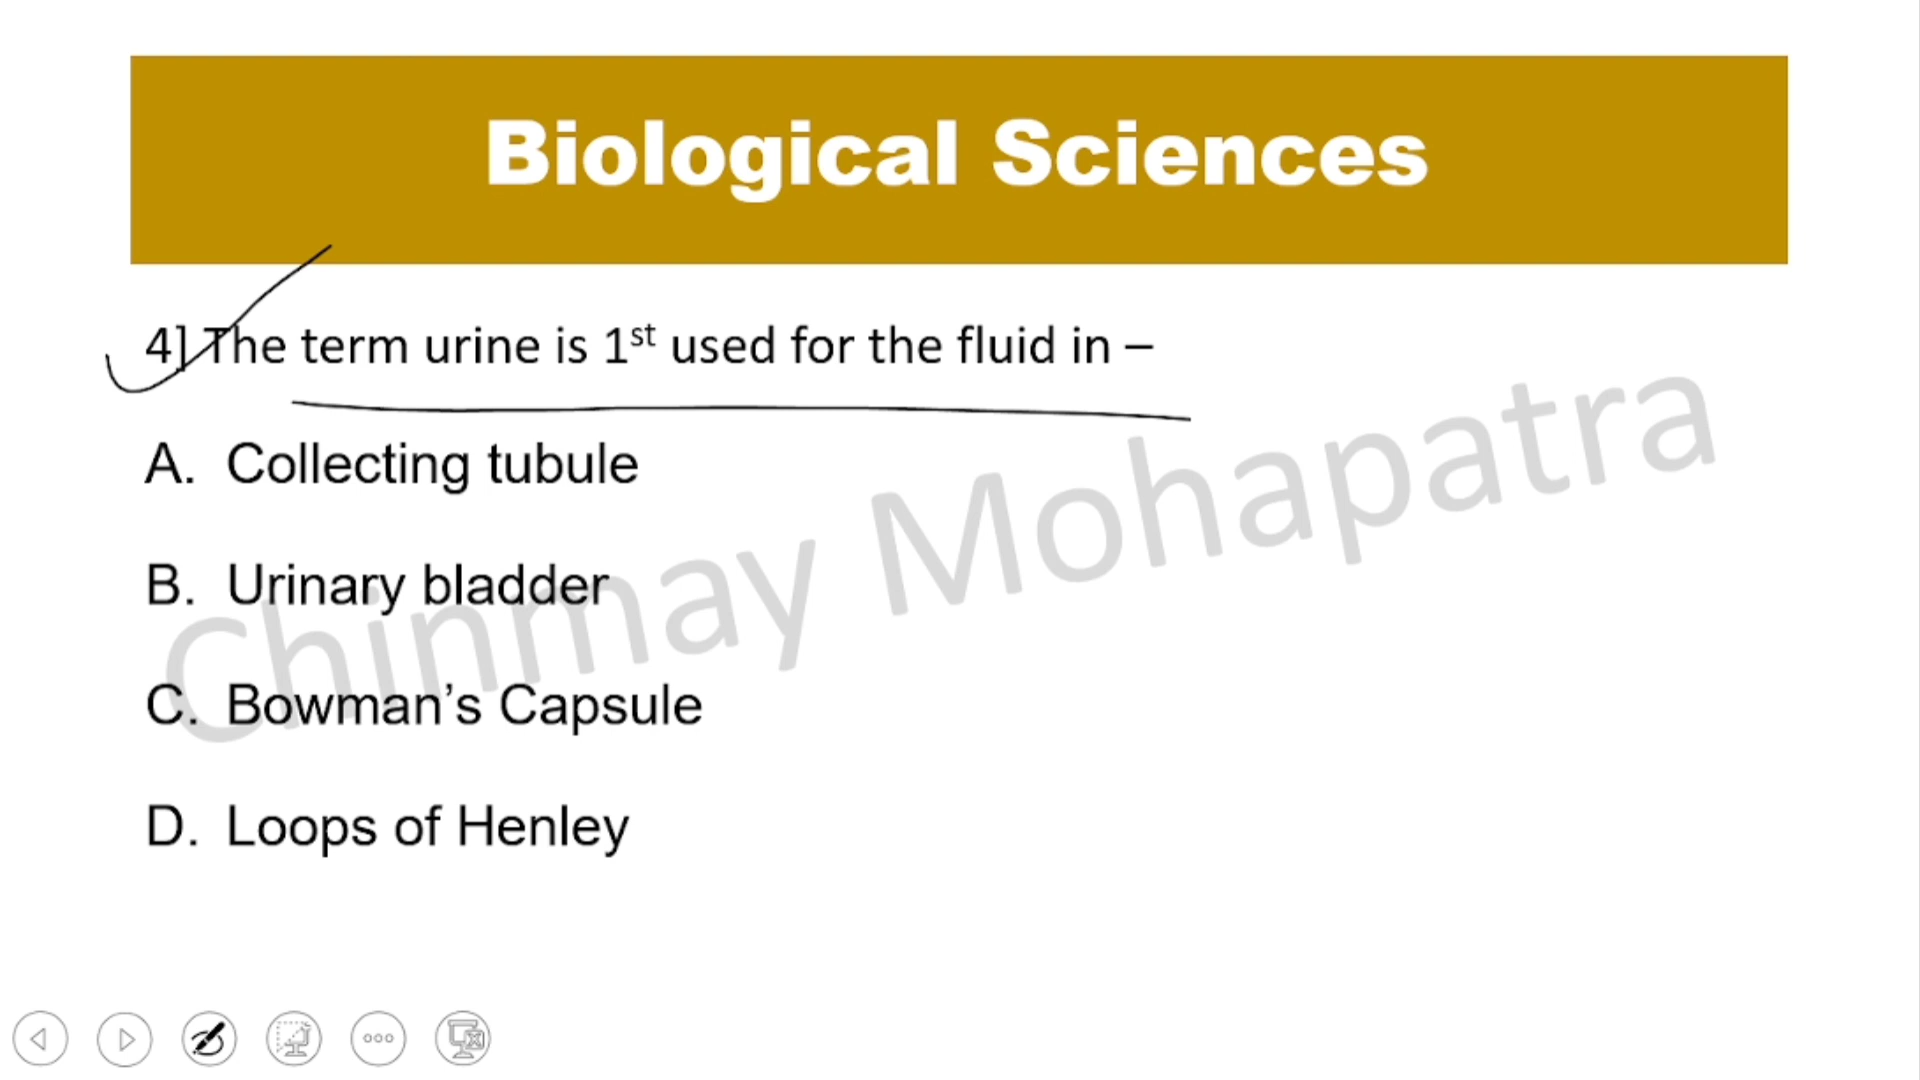 Biological Sciences
4] The term urine is 1st used for the fluid in –
A. Collecting tubule
B. Urinary bladder
C. Bowman’s Capsule
D. Loops of Henley
Chinmay Mohapatra